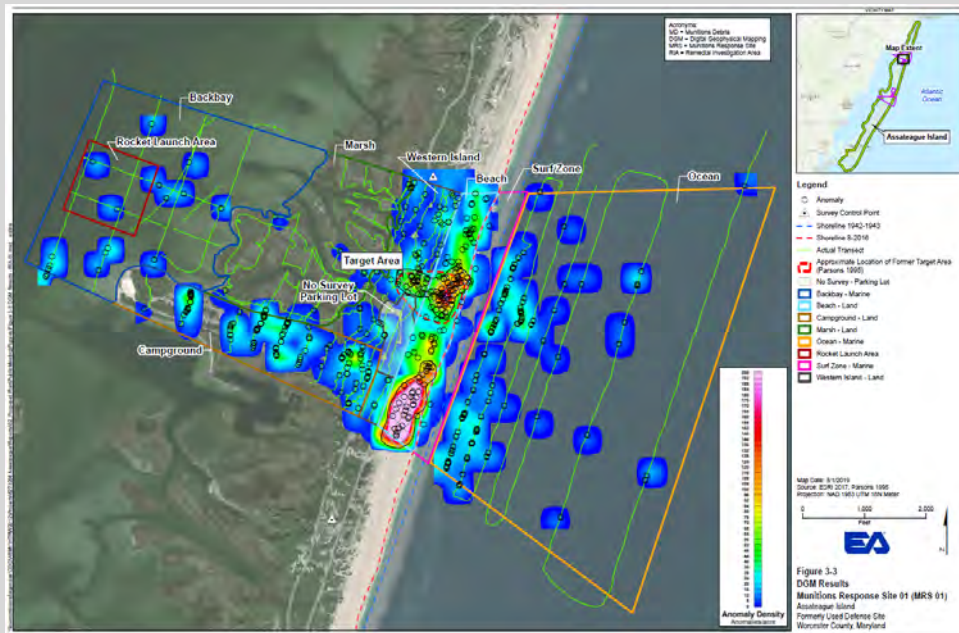 VICINITY MAP
Acronyms
MD = Munitions Debris
DGM = Digital Geophysical Mapping
MRS = Munitions Response Site
RIA = Remedial Investigation Area
Map Extent
Atlantic
Ocean
Assateague Island
Backbay
Rocket Launch Area
Marsh
Western Island
Surf Zone
Beach
Ocean
Target Area
No Survey
Parking Lot
Campground
Legend
Anomaly
Survey Control Point
Shoreline 1942-1943
Shoreline 8-2016
Actual Transect
Approximate Location of Former Target Area
(Parsons 1995)
No Survey - Parking Lot
Backbay - Marine
Beach - Land
Campground - Land
Marsh - Land
Ocean - Marine
Rocket Launch Area
Surf Zone - Marine
Western Island - Land
Anomaly Density
Anomalies/acre
Map Date: 8/1/2019
Source: ESRI 2017, Parsons 1995
Projection: NAD 1983 UTM 18N Meter
0 1,000 2,000
Feet
N
EA
Figure 3-3
DGM Results
Munitions Response Site 01 (MRS 01)
Assateague Island
Formerly Used Defense Site
Worcester County, Maryland